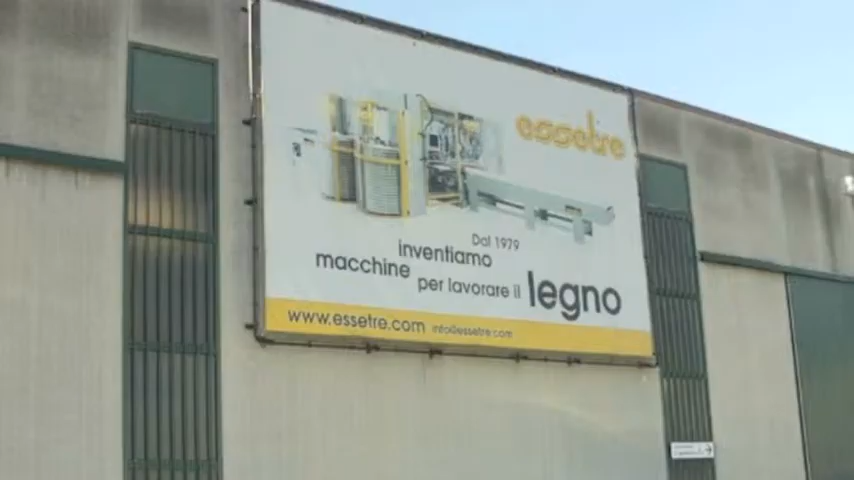 essetre
Dal 1979
inventiamo
macchine per lavorare il legno
www.essetre.com info@essetre.com